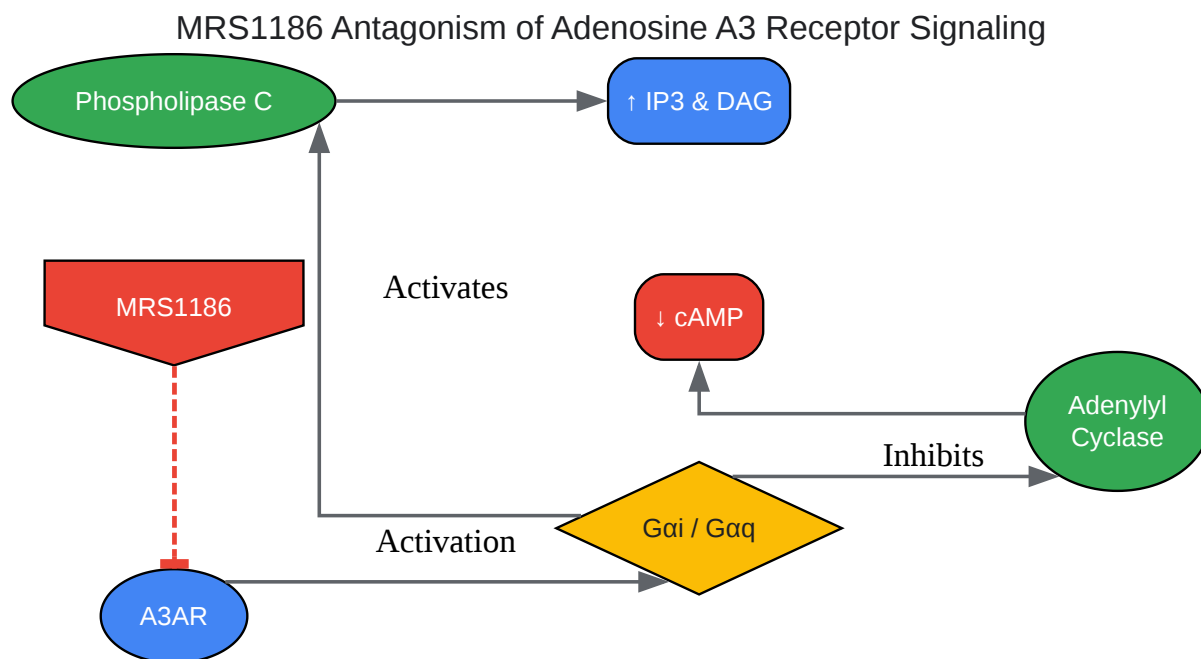 MRS1186 Antagonism of Adenosine A3 Receptor Signaling
Phospholipase C
↑ IP3 & DAG
Activates
MRS1186
↓ cAMP
Adenylyl
Cyclase
Inhibits
Gαi / Gαq
Activation
A3AR